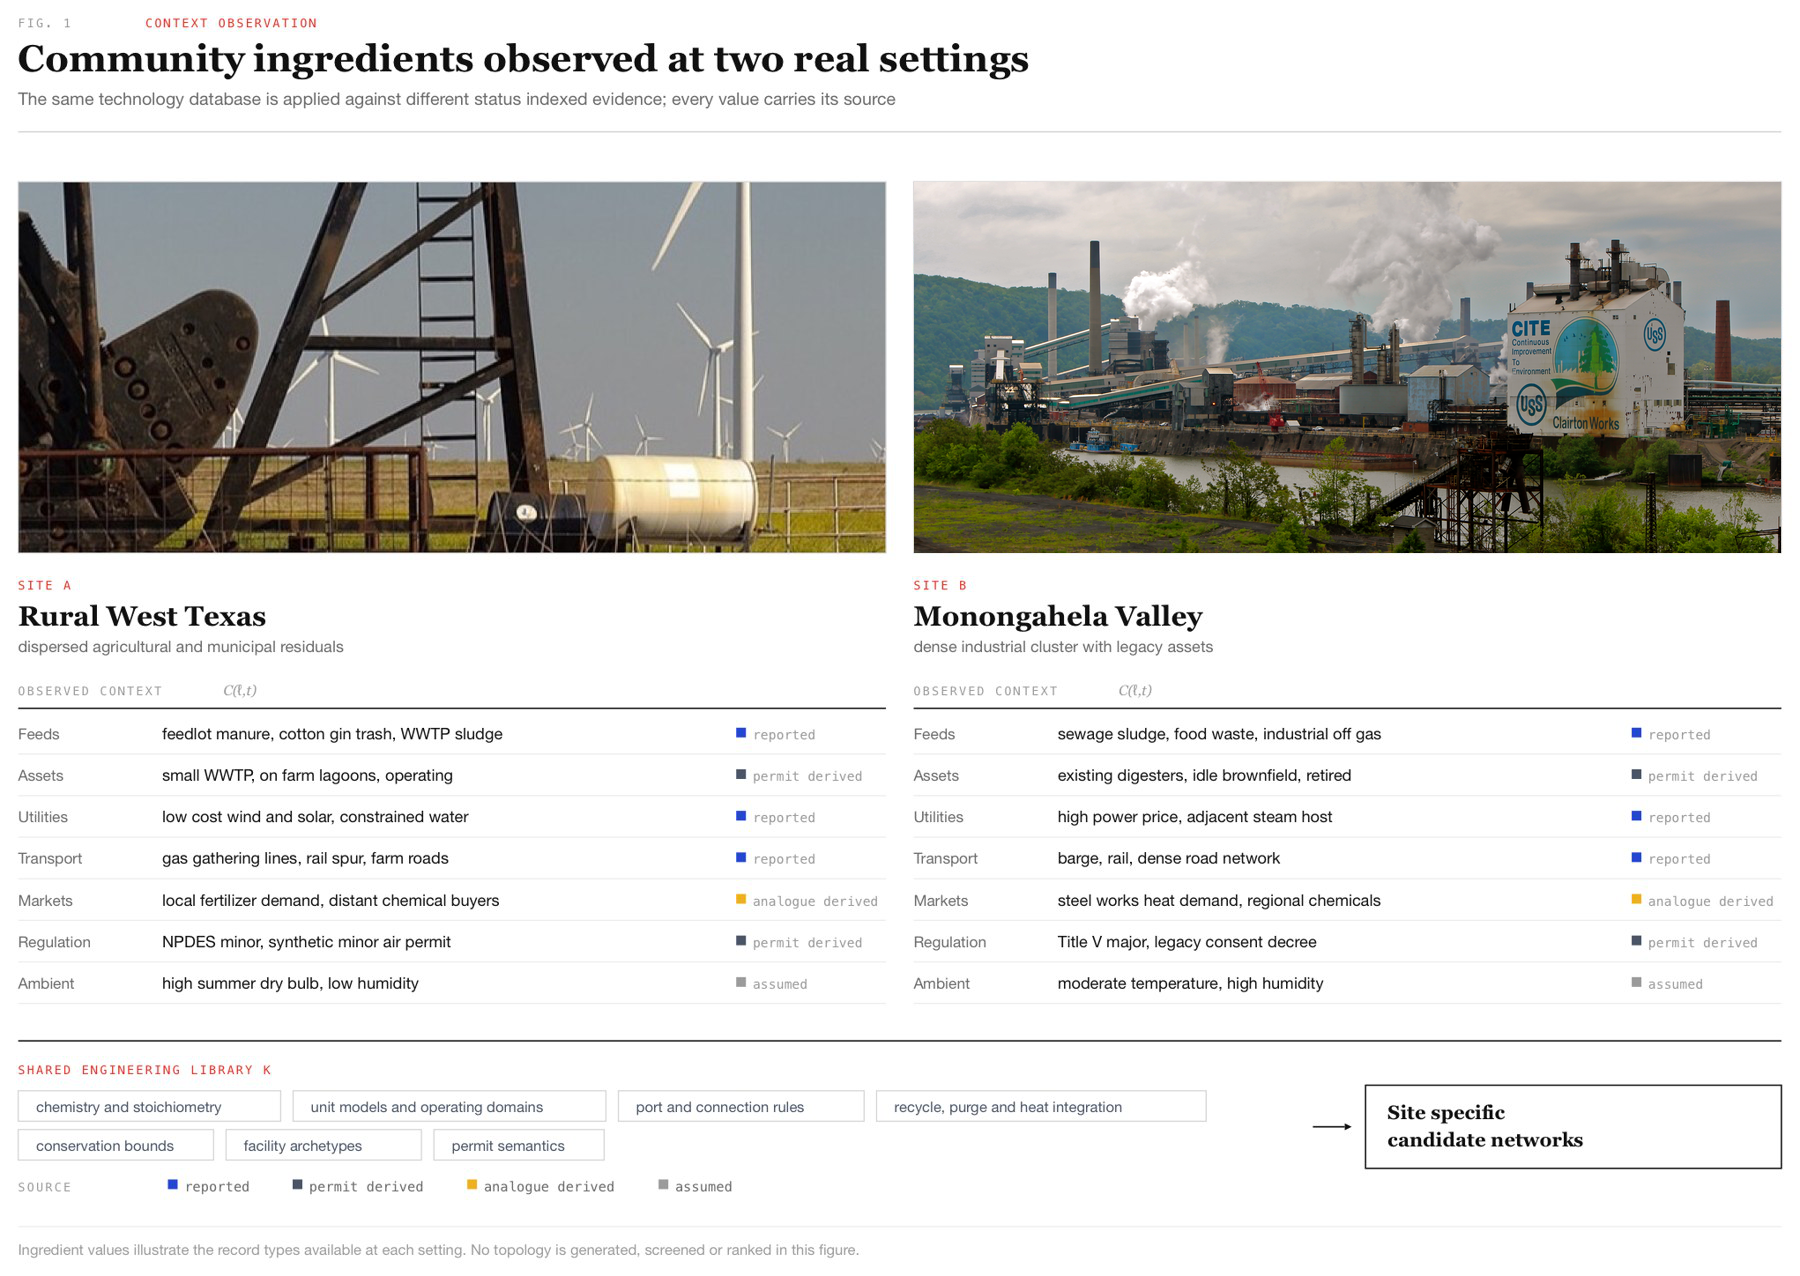 FIG. 1 CONTEXT OBSERVATION
Community ingredients observed at two real settings
The same technology database is applied against different status indexed evidence; every value carries its source
CITE
Continuous
Improvement
To
Environment
USS
USS
Clairton Works
SITE A
Rural West Texas
dispersed agricultural and municipal residuals
OBSERVED CONTEXT C(ℓ,t)
Feeds feedlot manure, cotton gin trash, WWTP sludge reported
Assets small WWTP, on farm lagoons, operating permit derived
Utilities low cost wind and solar, constrained water reported
Transport gas gathering lines, rail spur, farm roads reported
Markets local fertilizer demand, distant chemical buyers analogue derived
Regulation NPDES minor, synthetic minor air permit permit derived
Ambient high summer dry bulb, low humidity assumed
SITE B
Monongahela Valley
dense industrial cluster with legacy assets
OBSERVED CONTEXT C(ℓ,t)
Feeds sewage sludge, food waste, industrial off gas reported
Assets existing digesters, idle brownfield, retired permit derived
Utilities high power price, adjacent steam host reported
Transport barge, rail, dense road network reported
Markets steel works heat demand, regional chemicals analogue derived
Regulation Title V major, legacy consent decree permit derived
Ambient moderate temperature, high humidity assumed
SHARED ENGINEERING LIBRARY K
chemistry and stoichiometry unit models and operating domains port and connection rules recycle, purge and heat integration
conservation bounds facility archetypes permit semantics
Site specific
candidate networks
SOURCE reported permit derived analogue derived assumed
Ingredient values illustrate the record types available at each setting. No topology is generated, screened or ranked in this figure.